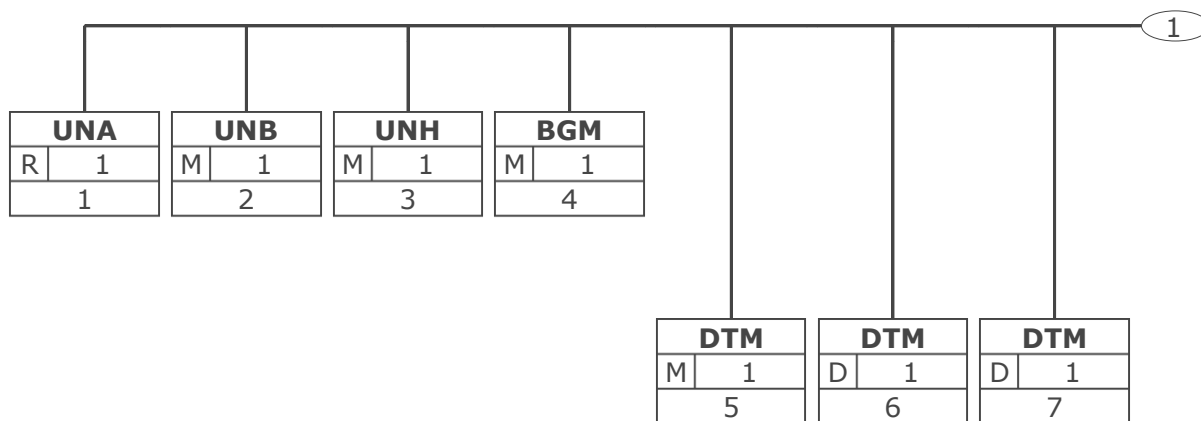 1
UNA UNB UNH BGM
R 1 M 1 M 1 M 1
1 2 3 4
DTM DTM DTM
M 1 D 1 D 1
5 6 7